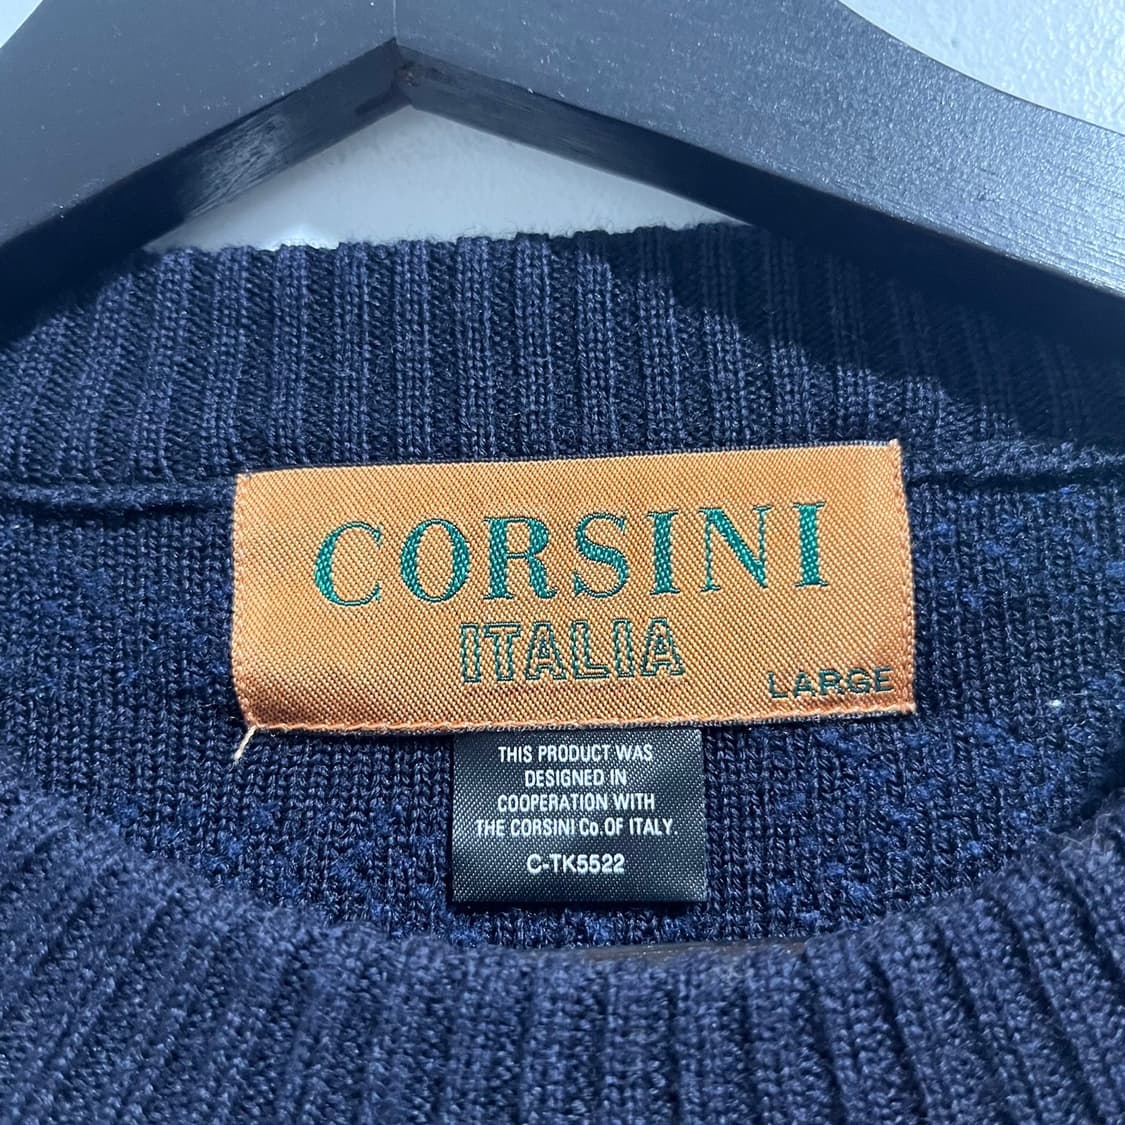 CORSINI
ITALIA
LARGE
THIS PRODUCT WAS
DESIGNED IN
COOPERATION WITH
THE CORSINI Co. OF ITALY.
C-TK5522